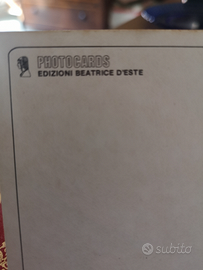 PHOTOCARDS
EDIZIONI BEATRICE D'ESTE
subito